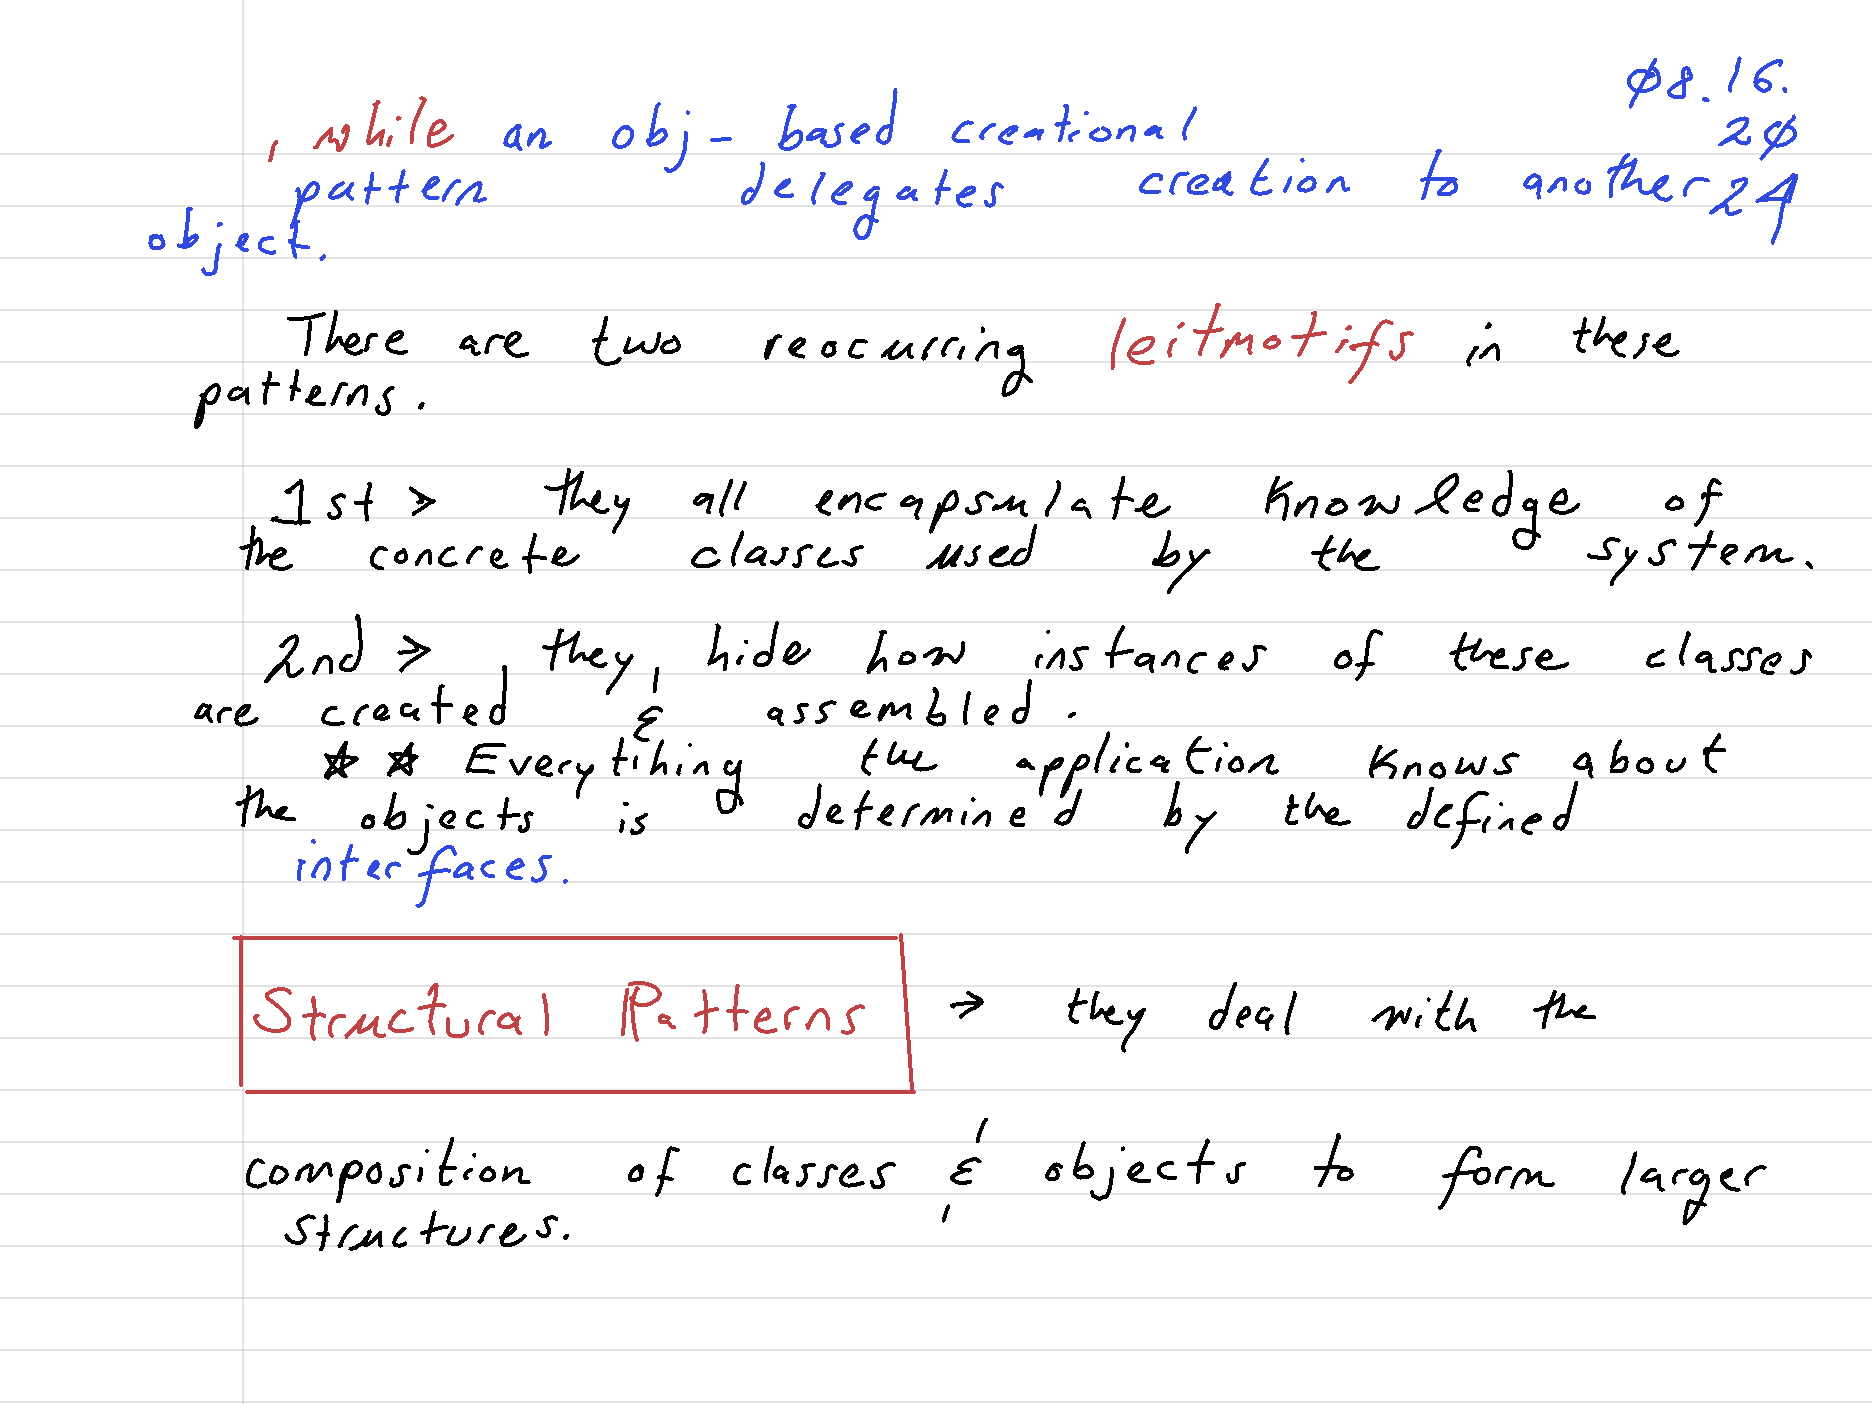 ø8.16.
2ø
24
, while an obj-based creational
pattern delegates creation to another
object.
There are two reocurring leitmotifs in these
patterns.
1st > they all encapsulate knowledge of
the concrete classes used by the system.
2nd → they, hide how instances of these classes
are created & assembled.
☆ ☆ Everytihing the application knows about
the objects is determined by the defined
interfaces.
Structural Patterns → they deal with the
composition of classes & objects to form larger
structures.